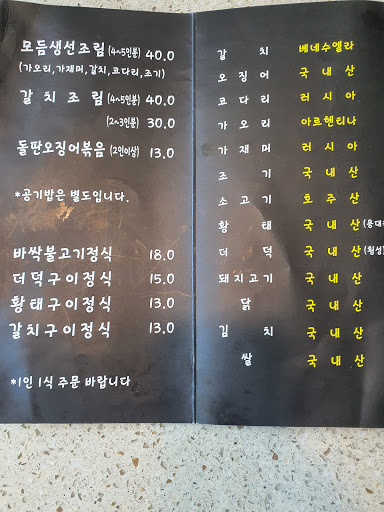 모듬생선조림 (4~5인분) 40.0
(가오리,가재미,갈치,코다리,조기)
갈치조림 (4~5인분) 40.0
(2~3인분) 30.0
돌판오징어볶음 (2인이상) 13.0
*공기밥은 별도입니다.
바싹불고기정식 18.0
더덕구이정식 15.0
황태구이정식 13.0
갈치구이정식 13.0
*1인 1식 주문 바랍니다
갈치 베네수엘라
오징어 국내산
코다리 러시아
가오리 아르헨티나
가재미 러시아
조기 국내산
소고기 호주산
황태 국내산(용대리
더덕 국내산(횡성)
돼지고기 국내산
닭 국내산
김치 국내산
쌀 국내산